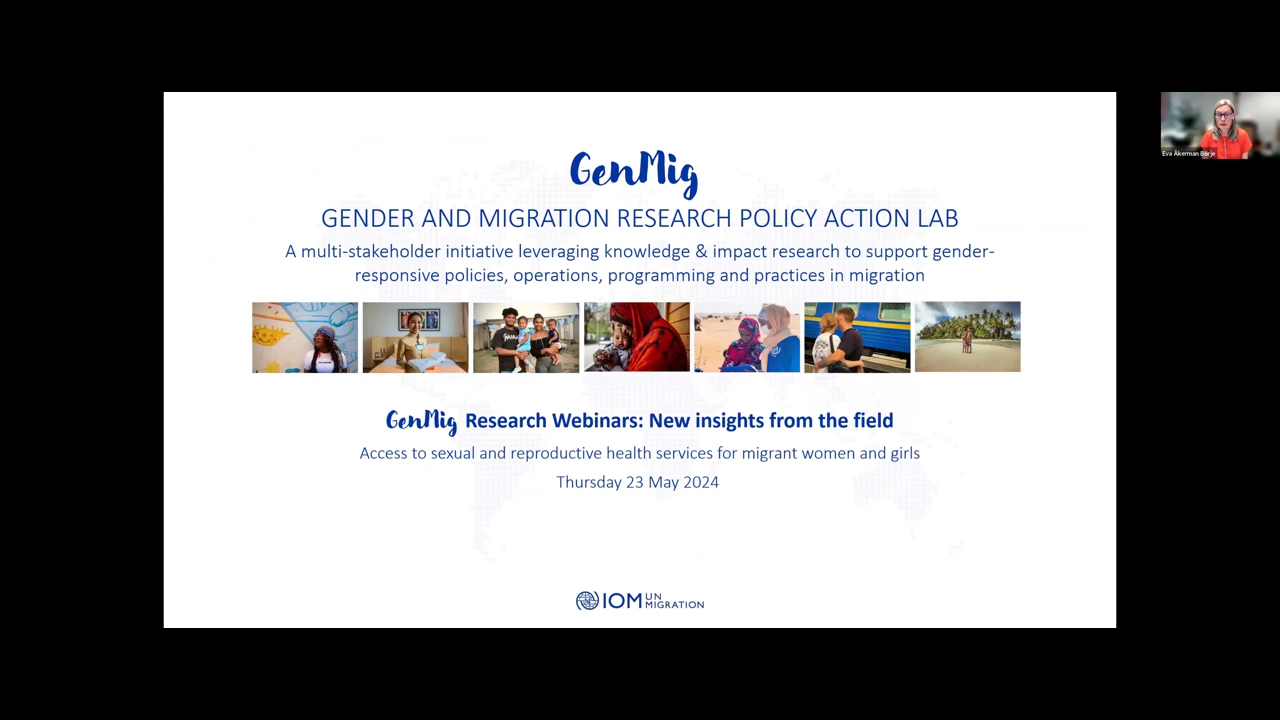 GenMig
GENDER AND MIGRATION RESEARCH POLICY ACTION LAB
A multi-stakeholder initiative leveraging knowledge & impact research to support gender-
responsive policies, operations, programming and practices in migration
GenMig Research Webinars: New insights from the field
Access to sexual and reproductive health services for migrant women and girls
Thursday 23 May 2024
IOM UN MIGRATION
Eva Åkerman Börje